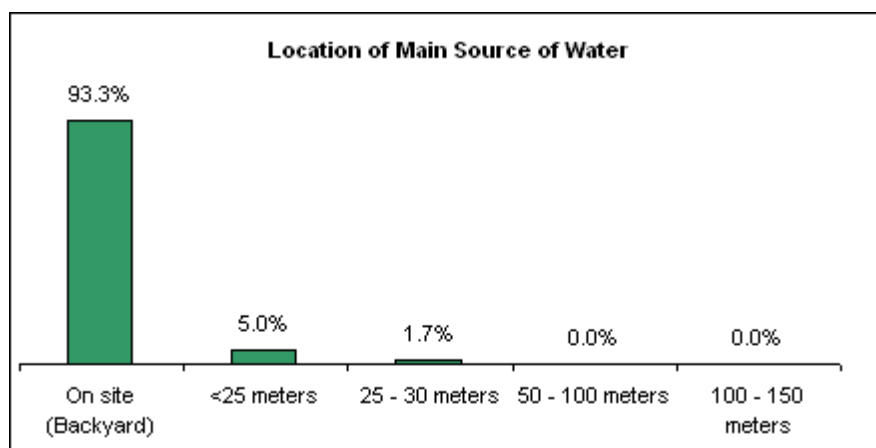 Location of Main Source of Water
93.3%
5.0%
1.7%
0.0%
0.0%
On site
(Backyard)
<25 meters
25 - 30 meters
50 - 100 meters
100 - 150
meters